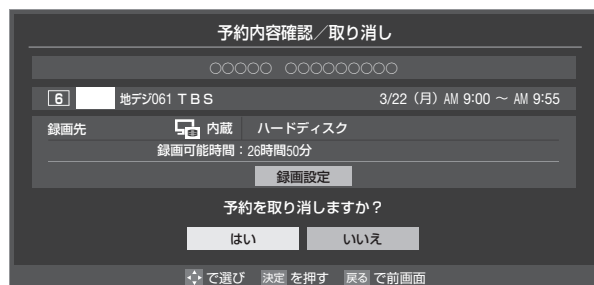 予約内容確認／取り消し
○○○○○ ○○○○○○○○○
6 地デジ061 TBS 3/22（月）AM 9:00 ～ AM 9:55
録画先 内蔵 ハードディスク
録画可能時間：26時間50分
録画設定
予約を取り消しますか？
はい いいえ
で選び 決定 を押す 戻る で前画面